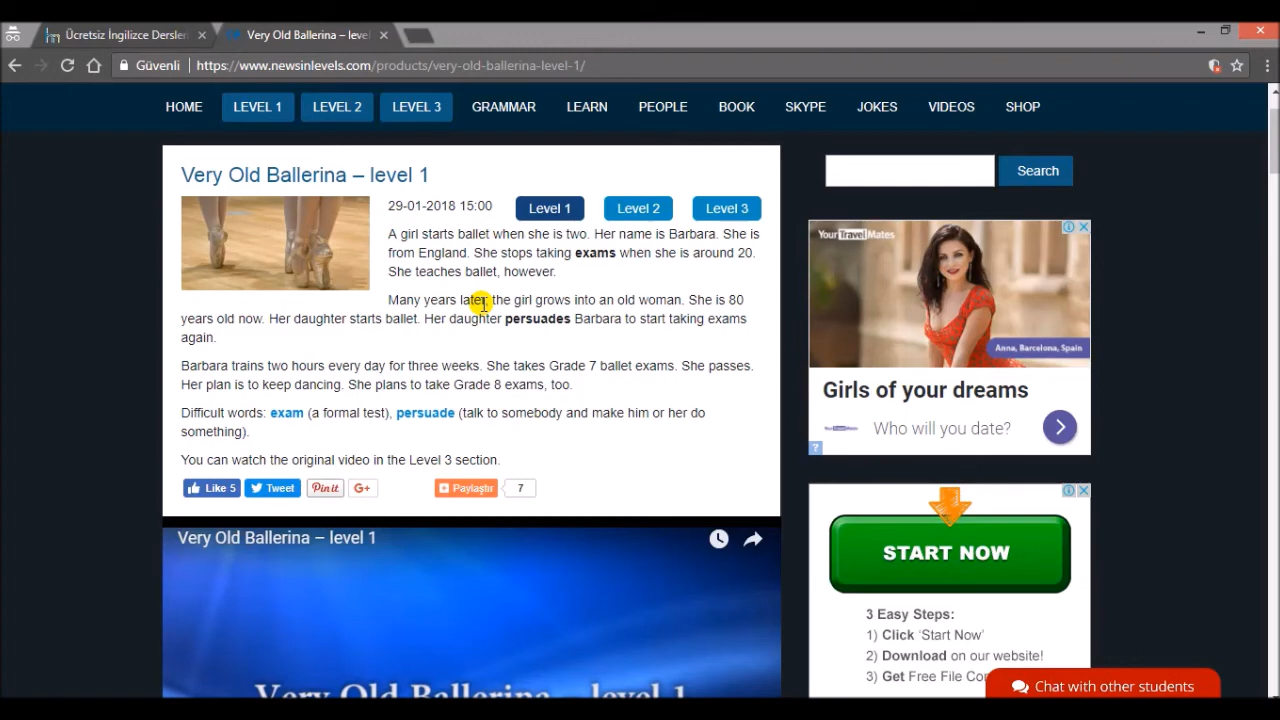 Ücretsiz İngilizce Dersleri
Very Old Ballerina – level
Güvenli
https://www.newsinlevels.com/products/very-old-ballerina-level-1/
HOME LEVEL 1 LEVEL 2 LEVEL 3 GRAMMAR LEARN PEOPLE BOOK SKYPE JOKES VIDEOS SHOP
Very Old Ballerina – level 1
29-01-2018 15:00
Level 1 Level 2 Level 3
A girl starts ballet when she is two. Her name is Barbara. She is
from England. She stops taking exams when she is around 20.
She teaches ballet, however.
Many years later the girl grows into an old woman. She is 80
years old now. Her daughter starts ballet. Her daughter persuades Barbara to start taking exams
again.
Barbara trains two hours every day for three weeks. She takes Grade 7 ballet exams. She passes.
Her plan is to keep dancing. She plans to take Grade 8 exams, too.
Difficult words: exam (a formal test), persuade (talk to somebody and make him or her do
something).
You can watch the original video in the Level 3 section.
Like 5 Tweet Pin it G+ Paylaştır 7
Very Old Ballerina – level 1
Very Old Ballerina – level 1
Search
YourTravelMates
Anna, Barcelona, Spain
Girls of your dreams
Who will you date?
START NOW
3 Easy Steps:
1) Click 'Start Now'
2) Download on our website!
3) Get Free File
Chat with other students